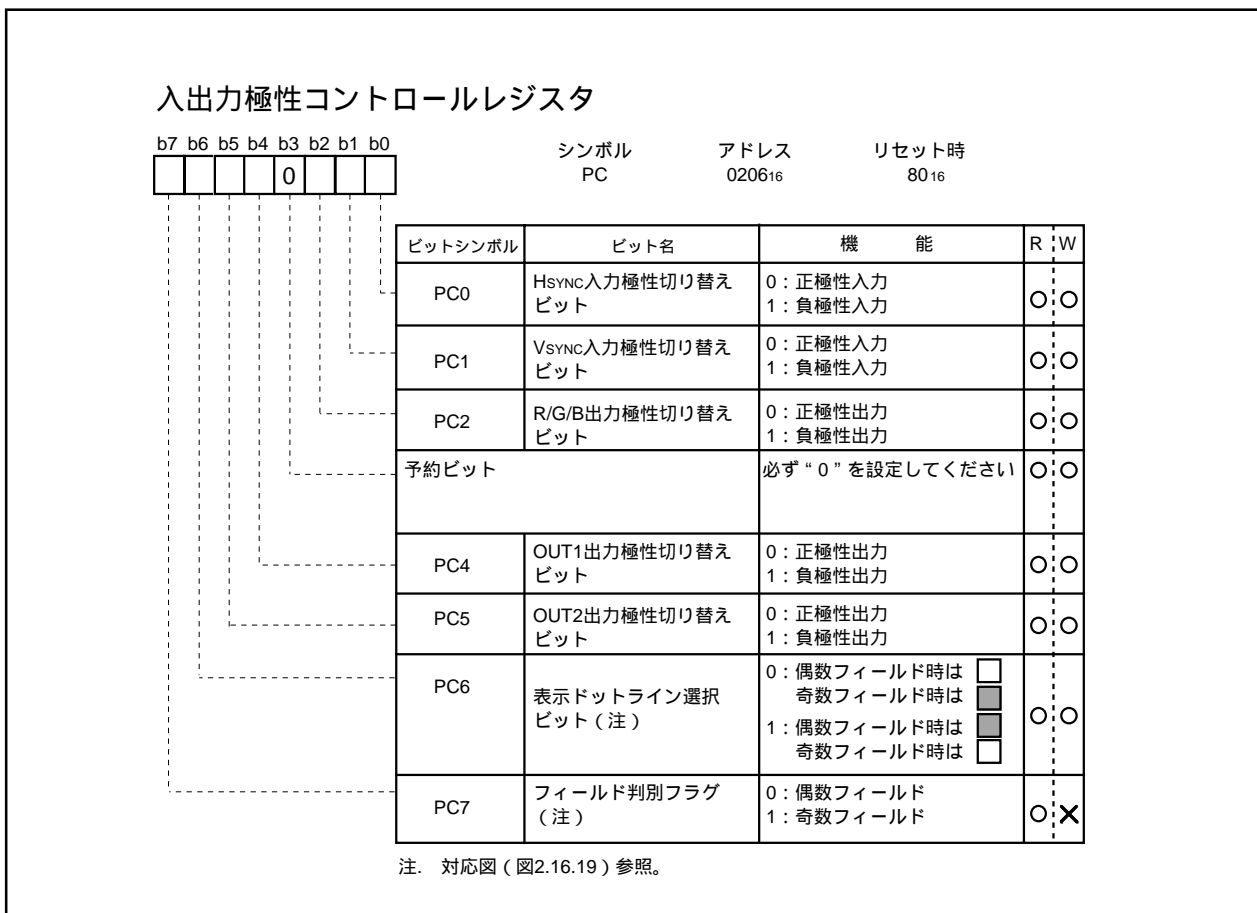 入出力極性コントロールレジスタ
b7 b6 b5 b4 b3 b2 b1 b0
0
シンボル アドレス リセット時
PC 020616 8016
ビットシンボル ビット名 機 能 R W
PC0 HSYNC入力極性切り替え 0：正極性入力
ビット 1：負極性入力 ○ ○
PC1 VSYNC入力極性切り替え 0：正極性入力
ビット 1：負極性入力 ○ ○
PC2 R/G/B出力極性切り替え 0：正極性出力
ビット 1：負極性出力 ○ ○
予約ビット 必ず“0”を設定してください ○ ○
PC4 OUT1出力極性切り替え 0：正極性出力
ビット 1：負極性出力 ○ ○
PC5 OUT2出力極性切り替え 0：正極性出力
ビット 1：負極性出力 ○ ○
PC6 表示ドットライン選択 0：偶数フィールド時は
ビット（注） 奇数フィールド時は
1：偶数フィールド時は ○ ○
奇数フィールド時は
PC7 フィールド判別フラグ 0：偶数フィールド
（注） 1：奇数フィールド ○ ×
注. 対応図（図2.16.19）参照。